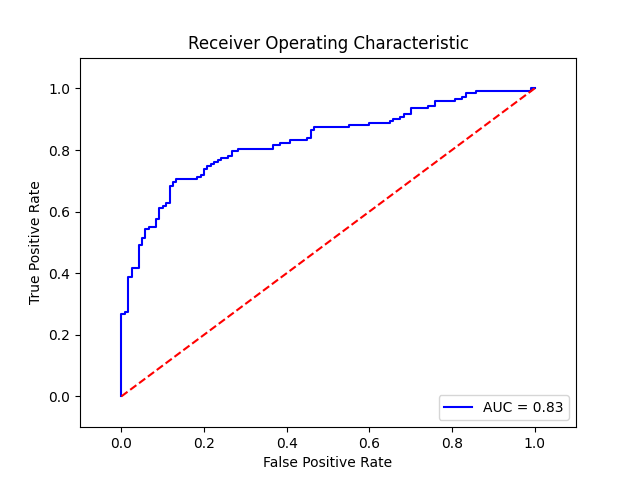 Receiver Operating Characteristic
True Positive Rate
1.0
0.8
0.6
0.4
0.2
0.0
AUC = 0.83
0.0 0.2 0.4 0.6 0.8 1.0
False Positive Rate